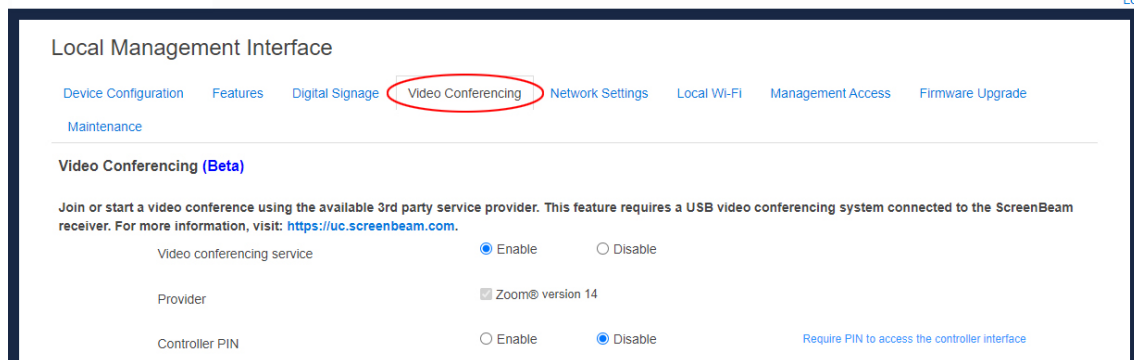 Local Management Interface
Device Configuration Features Digital Signage Video Conferencing Network Settings Local Wi-Fi Management Access Firmware Upgrade
Maintenance
Video Conferencing (Beta)
Join or start a video conference using the available 3rd party service provider. This feature requires a USB video conferencing system connected to the ScreenBeam
receiver. For more information, visit: https://uc.screenbeam.com.
Video conferencing service Enable Disable
Provider Zoom® version 14
Controller PIN Enable Disable Require PIN to access the controller interface